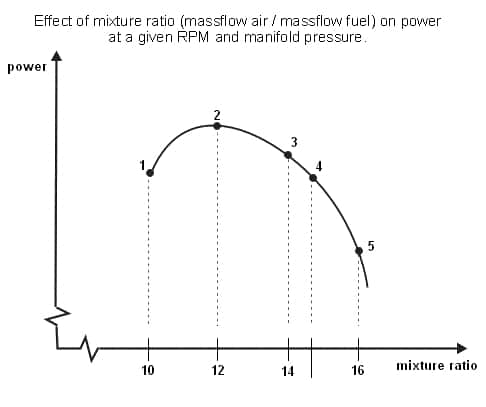 Effect of mixture ratio (massflow air / massflow fuel) on power
at a given RPM and manifold pressure.
power
2
3
1
4
5
10 12 14 16 mixture ratio